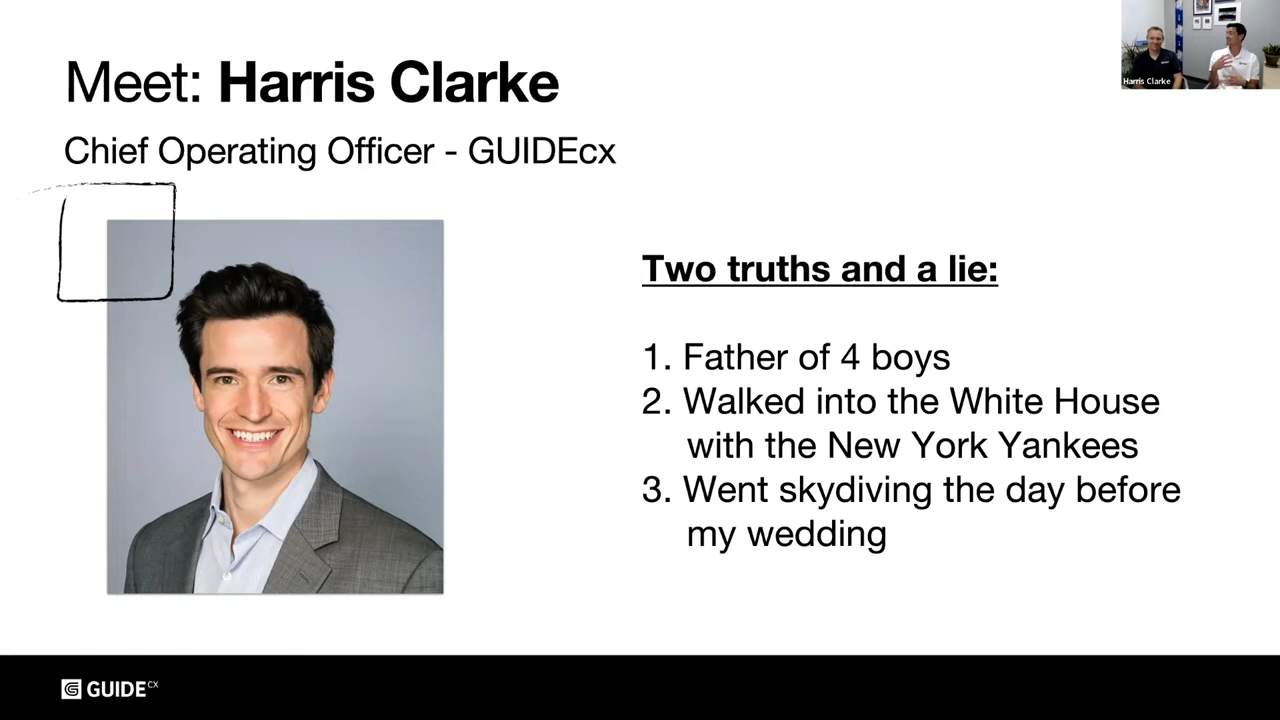 Meet: Harris Clarke
Chief Operating Officer - GUIDEcx
Harris Clarke
Two truths and a lie:
1. Father of 4 boys
2. Walked into the White House
with the New York Yankees
3. Went skydiving the day before
my wedding
GUIDE CX